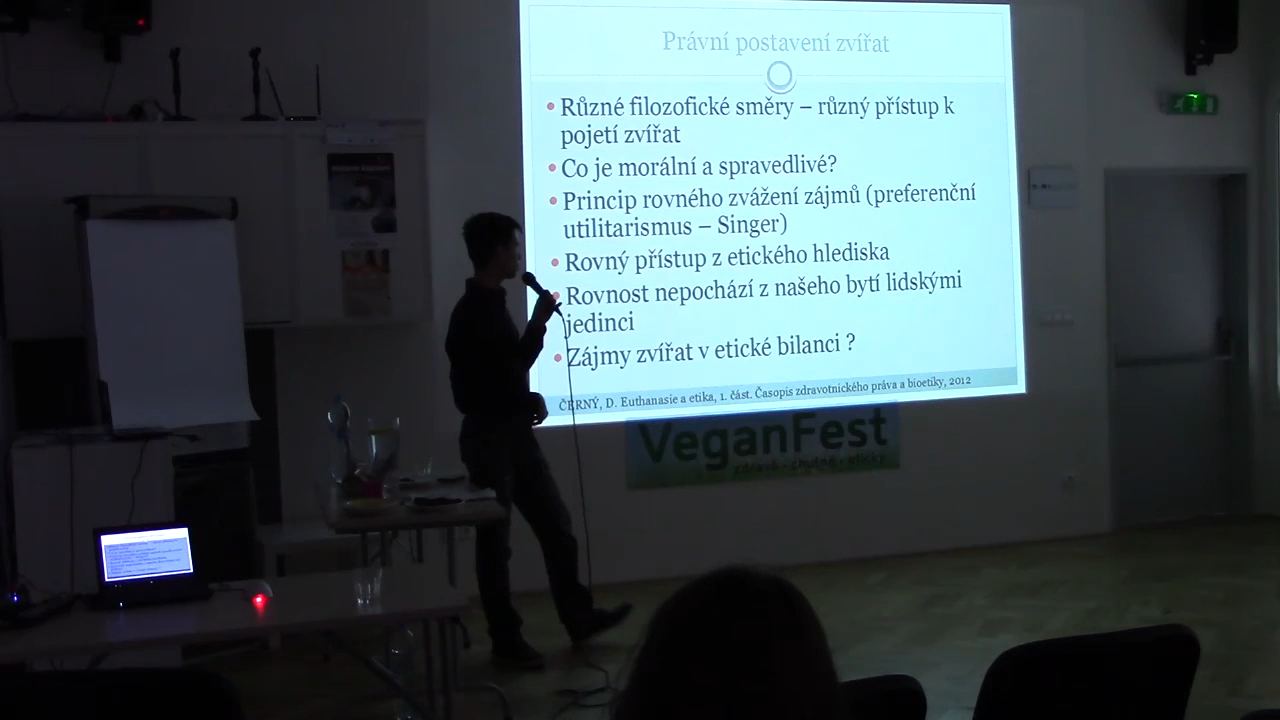 Právní postavení zvířat
• Různé filozofické směry – různý přístup k
pojetí zvířat
• Co je morální a spravedlivé?
• Princip rovného zvážení zájmů (preferenční
utilitarismus – Singer)
• Rovný přístup z etického hlediska
• Rovnost nepochází z našeho bytí lidskými
jedinci
• Zájmy zvířat v etické bilanci ?
ČERNÝ, D. Euthanasie a etika, 1. část. Časopis zdravotnického práva a bioetiky, 2012
VeganFest